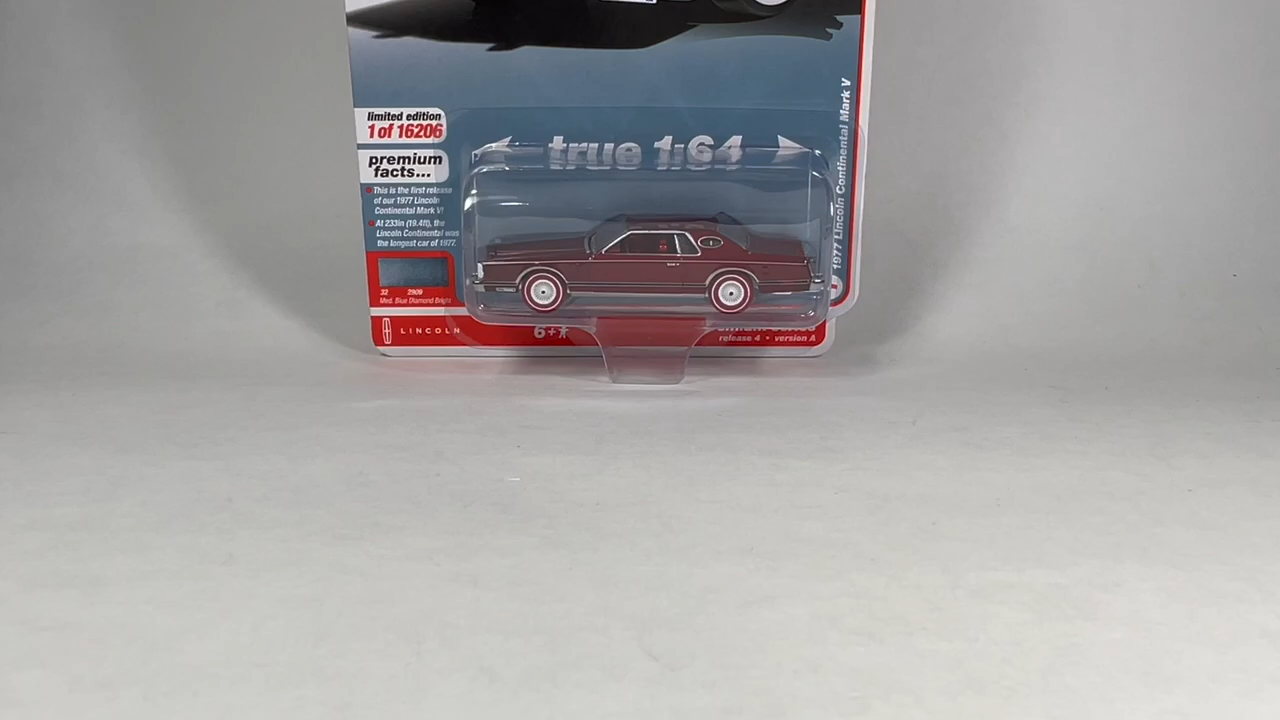 limited edition
1 of 16206
premium
facts...
This is the first release
of our 1977 Lincoln
Continental Mark V!
At 233in (19.4ft), the
Lincoln Continental was
the longest car of 1977.
32 2909
Med. Blue Diamond Bright
LINCOLN
true 1:64
6+
release 4 • version A
1977 Lincoln Continental Mark V